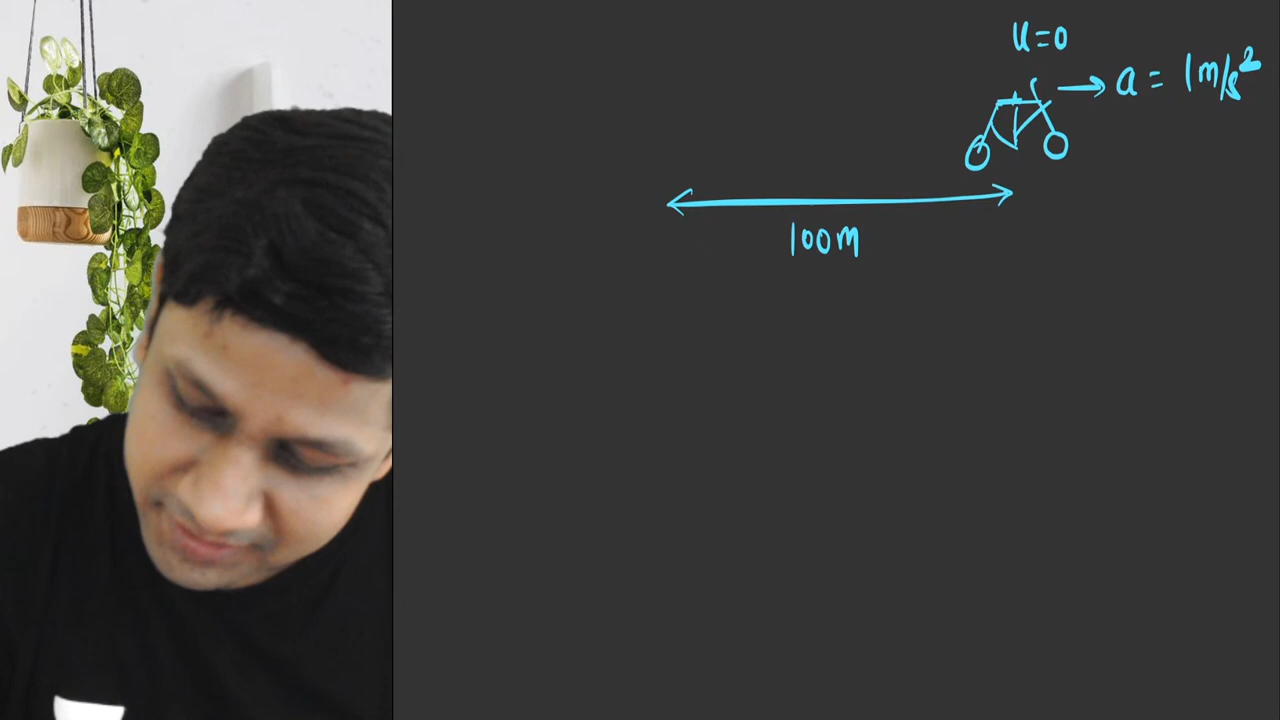 u=0
a = 1m/s²
100m